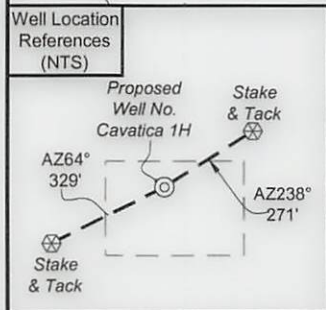 Well Location
References
(NTS)
Proposed
Well No.
Cavatica 1H
Stake
& Tack
AZ64°
329'
AZ238°
271'
Stake
& Tack